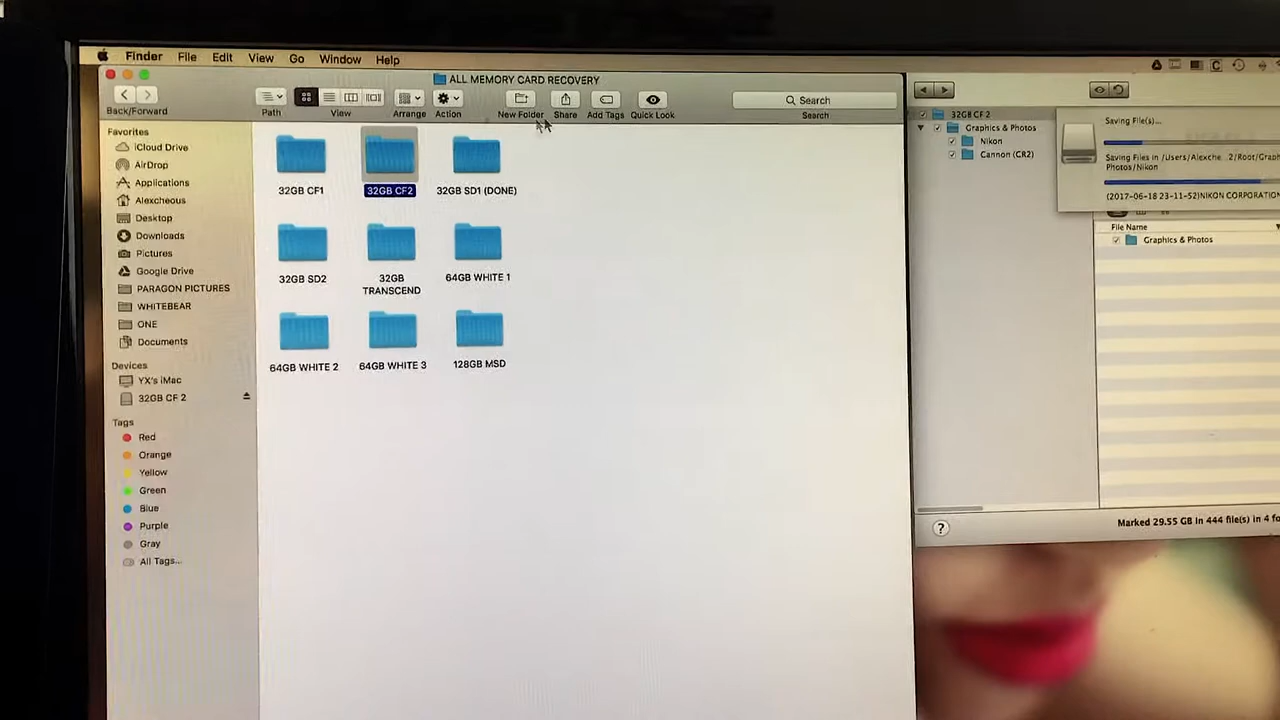 Finder File Edit View Go Window Help
ALL MEMORY CARD RECOVERY
Search
Back/Forward Path View Arrange Action New Folder Share Add Tags Quick Look Search
Favorites
iCloud Drive
AirDrop
Applications
Alexcheous
Desktop
Downloads
Pictures
Google Drive
PARAGON PICTURES
WHITEBEAR
ONE
Documents
Devices
YX's iMac
32GB CF 2
Tags
Red
Orange
Yellow
Green
Blue
Purple
Gray
All Tags...
32GB CF1 32GB CF2 32GB SD1 (DONE)
32GB SD2 32GB TRANSCEND 64GB WHITE 1
64GB WHITE 2 64GB WHITE 3 128GB MSD
32GB CF 2
Graphics & Photos
Nikon
Cannon (CR2)
Saving File(s)...
Saving Files in /Users/Alexche...2/Root/Graph
Photos/Nikon
(2017-06-18 23-11-52)NIKON CORPORATION
File Name
Graphics & Photos
?
Marked 29.55 GB in 444 file(s) in 4 fo